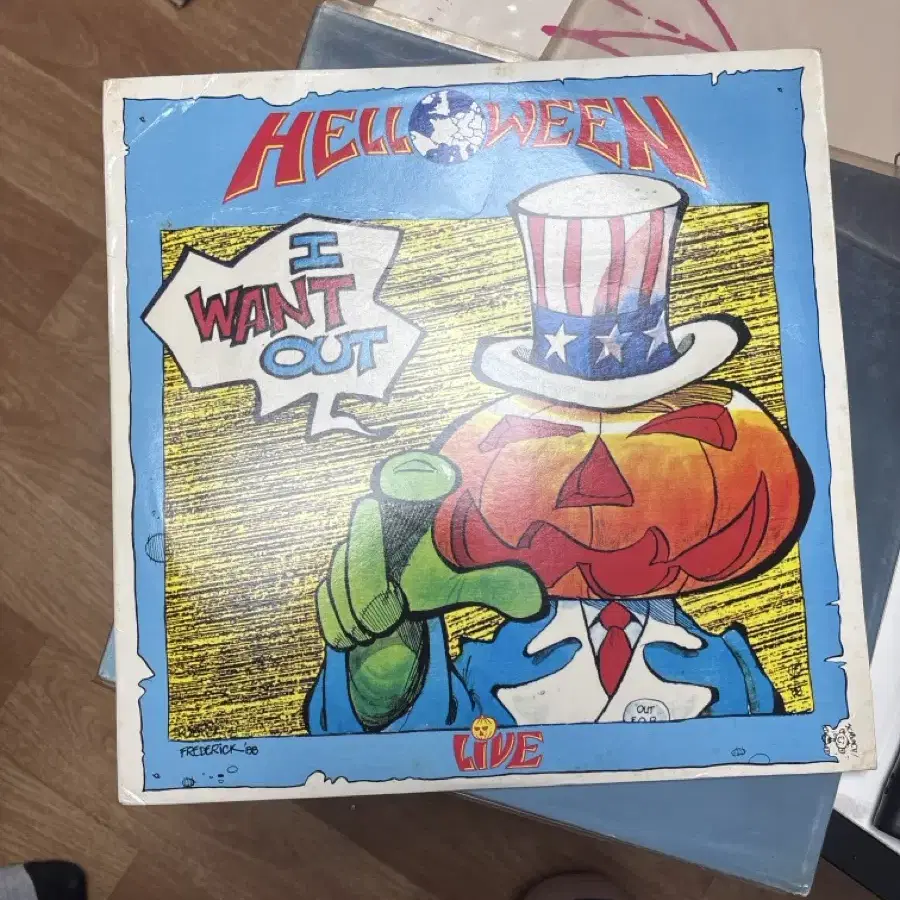 HELLOWEEN
I
WANT
OUT
OUT
F.O.R.
LIVE
FREDERICK-'88